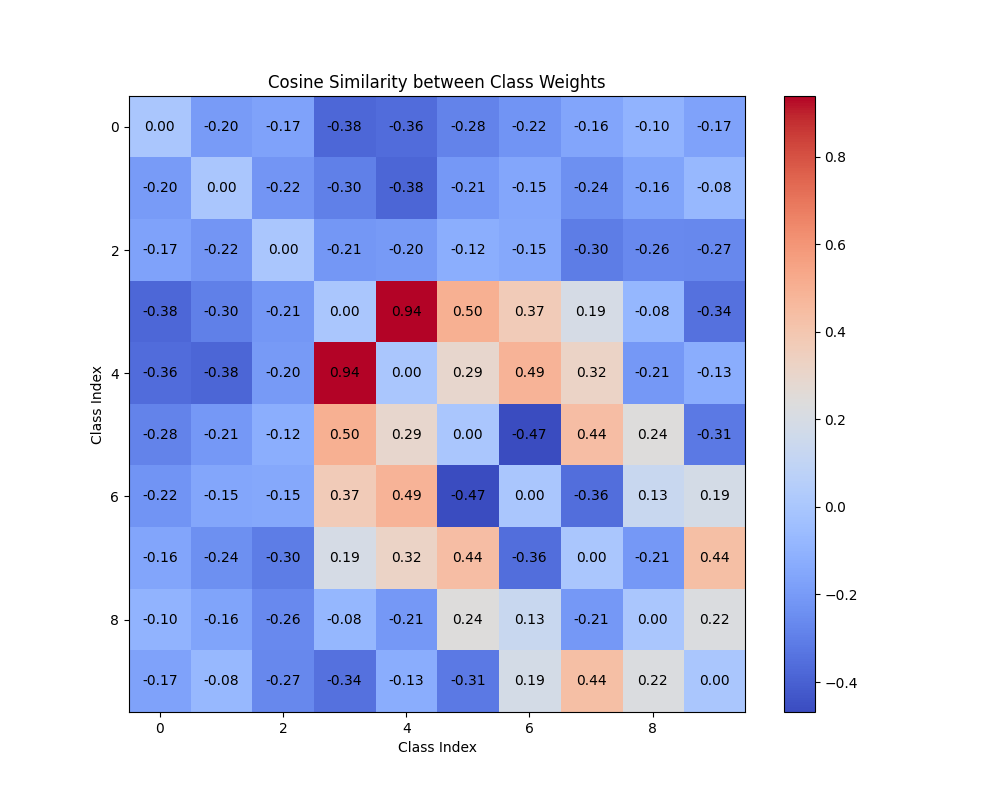 Cosine Similarity between Class Weights
0 0.00 -0.20 -0.17 -0.38 -0.36 -0.28 -0.22 -0.16 -0.10 -0.17
-0.20 0.00 -0.22 -0.30 -0.38 -0.21 -0.15 -0.24 -0.16 -0.08
2 -0.17 -0.22 0.00 -0.21 -0.20 -0.12 -0.15 -0.30 -0.26 -0.27
-0.38 -0.30 -0.21 0.00 0.94 0.50 0.37 0.19 -0.08 -0.34
4 -0.36 -0.38 -0.20 0.94 0.00 0.29 0.49 0.32 -0.21 -0.13
-0.28 -0.21 -0.12 0.50 0.29 0.00 -0.47 0.44 0.24 -0.31
6 -0.22 -0.15 -0.15 0.37 0.49 -0.47 0.00 -0.36 0.13 0.19
-0.16 -0.24 -0.30 0.19 0.32 0.44 -0.36 0.00 -0.21 0.44
8 -0.10 -0.16 -0.26 -0.08 -0.21 0.24 0.13 -0.21 0.00 0.22
-0.17 -0.08 -0.27 -0.34 -0.13 -0.31 0.19 0.44 0.22 0.00
0 2 4 6 8
Class Index
Class Index
0.8
0.6
0.4
0.2
0.0
−0.2
−0.4